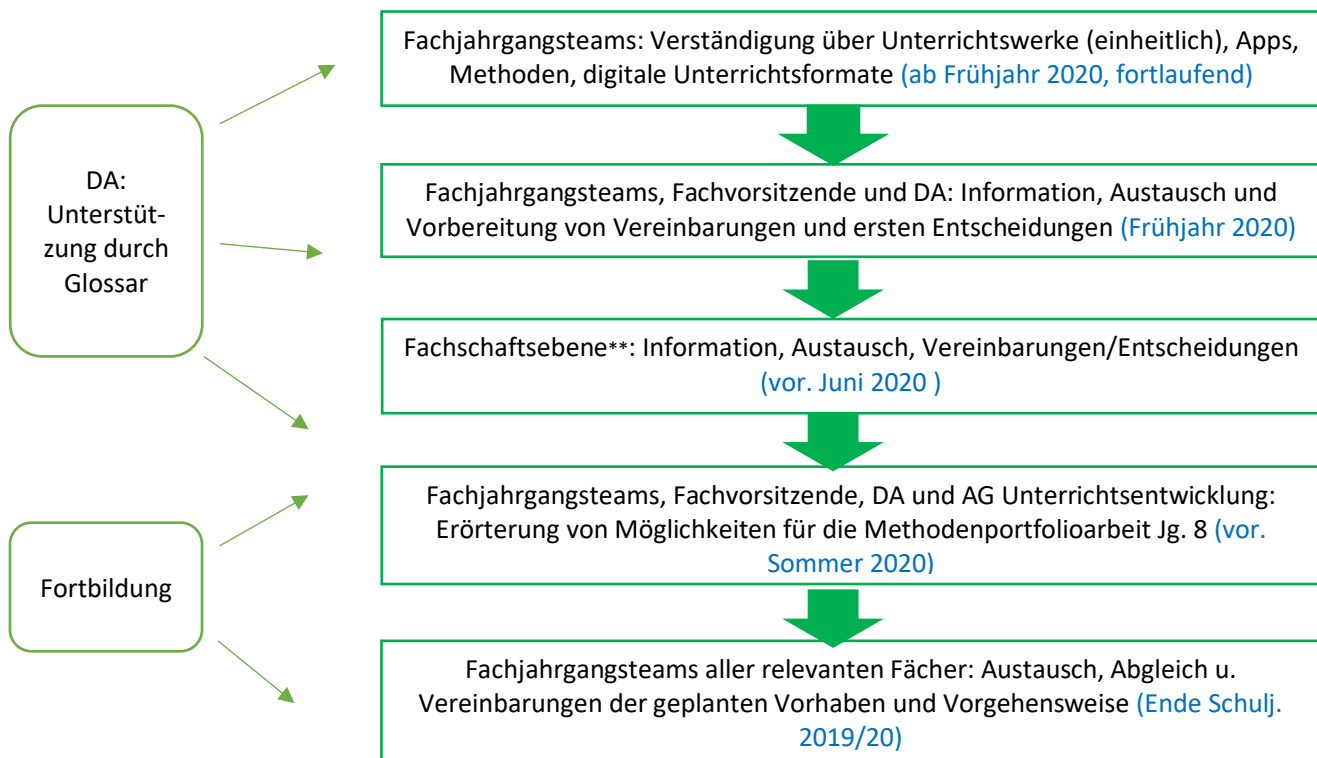 Fachjahrgangsteams: Verständigung über Unterrichtswerke (einheitlich), Apps,
Methoden, digitale Unterrichtsformate (ab Frühjahr 2020, fortlaufend)
DA:
Unterstüt-
zung durch
Glossar
Fachjahrgangsteams, Fachvorsitzende und DA: Information, Austausch und
Vorbereitung von Vereinbarungen und ersten Entscheidungen (Frühjahr 2020)
Fachschaftsebene**: Information, Austausch, Vereinbarungen/Entscheidungen
(vor. Juni 2020 )
Fachjahrgangsteams, Fachvorsitzende, DA und AG Unterrichtsentwicklung:
Erörterung von Möglichkeiten für die Methodenportfolioarbeit Jg. 8 (vor.
Sommer 2020)
Fortbildung
Fachjahrgangsteams aller relevanten Fächer: Austausch, Abgleich u.
Vereinbarungen der geplanten Vorhaben und Vorgehensweise (Ende Schulj.
2019/20)